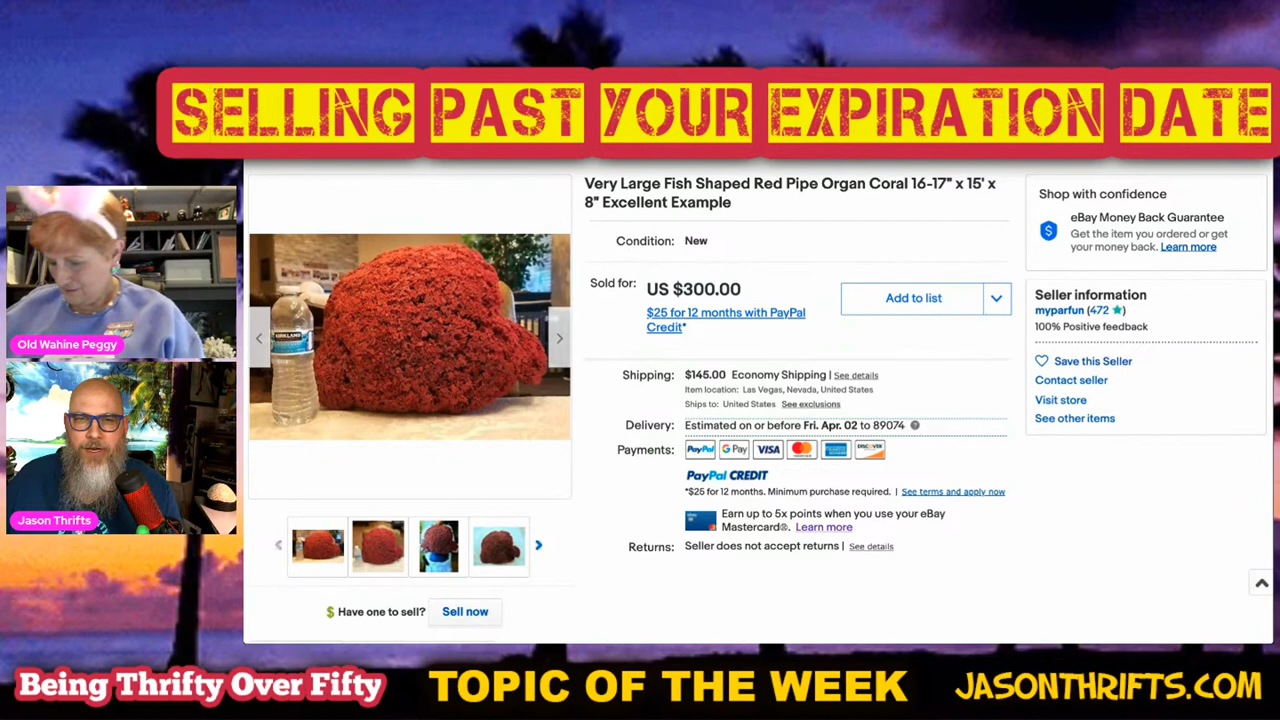 SELLING PAST YOUR EXPIRATION DATE
Very Large Fish Shaped Red Pipe Organ Coral 16-17" x 15' x
8" Excellent Example
Condition: New
Sold for: US $300.00
$25 for 12 months with PayPal
Credit*
Add to list
Shipping: $145.00 Economy Shipping | See details
Item location: Las Vegas, Nevada, United States
Ships to: United States See exclusions
Delivery: Estimated on or before Fri. Apr. 02 to 89074
Payments: PayPal G Pay VISA MasterCard DISCOVER
PayPal CREDIT
*$25 for 12 months. Minimum purchase required. | See terms and apply now
Earn up to 5x points when you use your eBay
Mastercard®. Learn more
Returns: Seller does not accept returns | See details
Shop with confidence
eBay Money Back Guarantee
Get the item you ordered or get
your money back. Learn more
Seller information
myparfun (472 ★)
100% Positive feedback
Save this Seller
Contact seller
Visit store
See other items
KIRKLAND
$ Have one to sell? Sell now
Old Wahine Peggy
Jason Thrifts
Being Thrifty Over Fifty
TOPIC OF THE WEEK
JASONTHRIFTS.COM